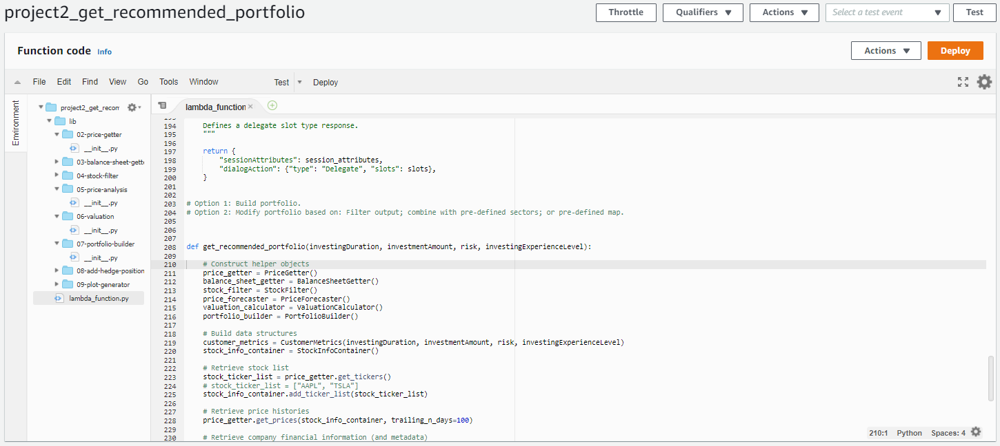 project2_get_recommended_portfolio
Throttle
Qualifiers
Actions
Select a test event
Test
Function code Info
Actions
Deploy
File Edit Find View Go Tools Window Test Deploy
Environment
project2_get_recom
lib
02-price-getter
__init__.py
03-balance-sheet-gett
04-stock-filter
05-price-analysis
__init__.py
06-valuation
__init__.py
07-portfolio-builder
__init__.py
08-add-hedge-position
09-plot-generator
lambda_function.py
lambda_function
193
194 Defines a delegate slot type response.
195 """
196
197 return {
198 "sessionAttributes": session_attributes,
199 "dialogAction": {"type": "Delegate", "slots": slots},
200 }
201
202
203 # Option 1: Build portfolio.
204 # Option 2: Modify portfolio based on: Filter output; combine with pre-defined sectors; or pre-defined map.
205
206
207
208 def get_recommended_portfolio(investingDuration, investmentAmount, risk, investingExperienceLevel):
209
210 # Construct helper objects
211 price_getter = PriceGetter()
212 balance_sheet_getter = BalanceSheetGetter()
213 stock_filter = StockFilter()
214 price_forecaster = PriceForecaster()
215 valuation_calculator = ValuationCalculator()
216 portfolio_builder = PortfolioBuilder()
217
218 # Build data structures
219 customer_metrics = CustomerMetrics(investingDuration, investmentAmount, risk, investingExperienceLevel)
220 stock_info_container = StockInfoContainer()
221
222 # Retrieve stock list
223 stock_ticker_list = price_getter.get_tickers()
224 # stock_ticker_list = ["AAPL", "TSLA"]
225 stock_info_container.add_ticker_list(stock_ticker_list)
226
227 # Retrieve price histories
228 price_getter.get_prices(stock_info_container, trailing_n_days=100)
229
230 # Retrieve company financial information (and metadata)
210:1 Python Spaces: 4